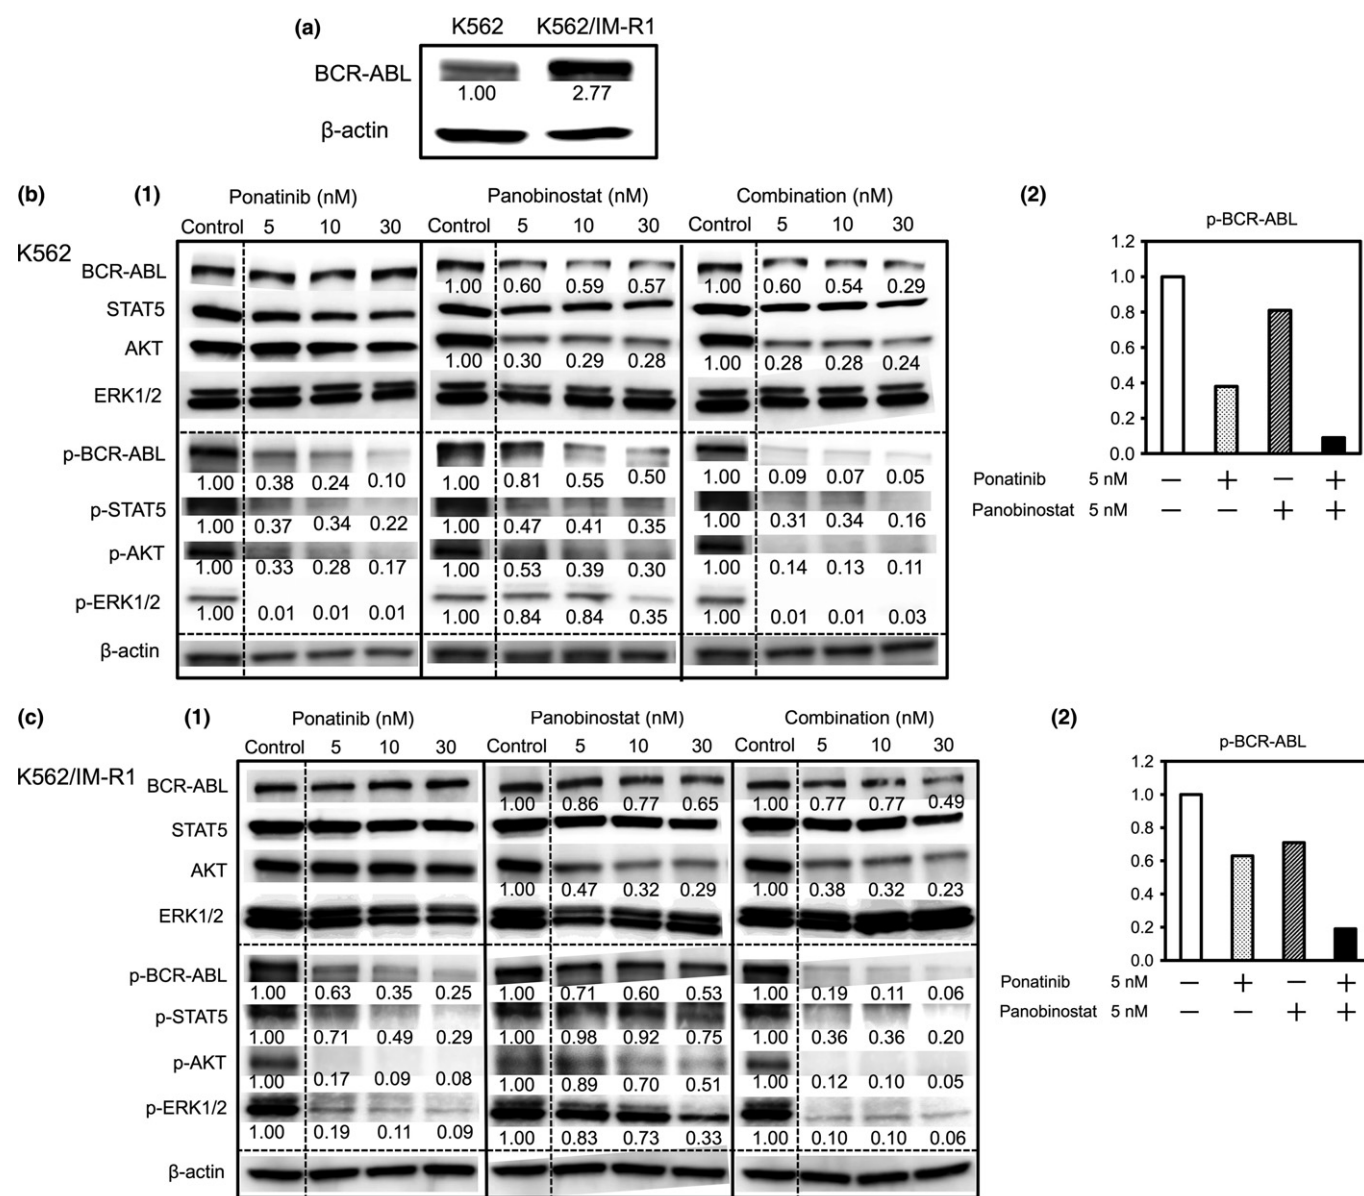 (a)
K562 K562/IM-R1
BCR-ABL
1.00 2.77
β-actin
(b) (1) Ponatinib (nM) Panobinostat (nM) Combination (nM) (2)
Control 5 10 30 Control 5 10 30 Control 5 10 30
K562
BCR-ABL
1.00 0.60 0.59 0.57 1.00 0.60 0.54 0.29
STAT5
AKT
1.00 0.30 0.29 0.28 1.00 0.28 0.28 0.24
ERK1/2
p-BCR-ABL
1.00 0.38 0.24 0.10 1.00 0.81 0.55 0.50 1.00 0.09 0.07 0.05
p-STAT5
1.00 0.37 0.34 0.22 1.00 0.47 0.41 0.35 1.00 0.31 0.34 0.16
p-AKT
1.00 0.33 0.28 0.17 1.00 0.53 0.39 0.30 1.00 0.14 0.13 0.11
p-ERK1/2
1.00 0.01 0.01 0.01 1.00 0.84 0.84 0.35 1.00 0.01 0.01 0.03
β-actin
p-BCR-ABL
1.2
1.0
0.8
0.6
0.4
0.2
0.0
Ponatinib 5 nM − + − +
Panobinostat 5 nM − − + +
(c) (1) Ponatinib (nM) Panobinostat (nM) Combination (nM) (2)
Control 5 10 30 Control 5 10 30 Control 5 10 30
K562/IM-R1
BCR-ABL
1.00 0.86 0.77 0.65 1.00 0.77 0.77 0.49
STAT5
AKT
1.00 0.47 0.32 0.29 1.00 0.38 0.32 0.23
ERK1/2
p-BCR-ABL
1.00 0.63 0.35 0.25 1.00 0.71 0.60 0.53 1.00 0.19 0.11 0.06
p-STAT5
1.00 0.71 0.49 0.29 1.00 0.98 0.92 0.75 1.00 0.36 0.36 0.20
p-AKT
1.00 0.17 0.09 0.08 1.00 0.89 0.70 0.51 1.00 0.12 0.10 0.05
p-ERK1/2
1.00 0.19 0.11 0.09 1.00 0.83 0.73 0.33 1.00 0.10 0.10 0.06
β-actin
p-BCR-ABL
1.2
1.0
0.8
0.6
0.4
0.2
0.0
Ponatinib 5 nM − + − +
Panobinostat 5 nM − − + +